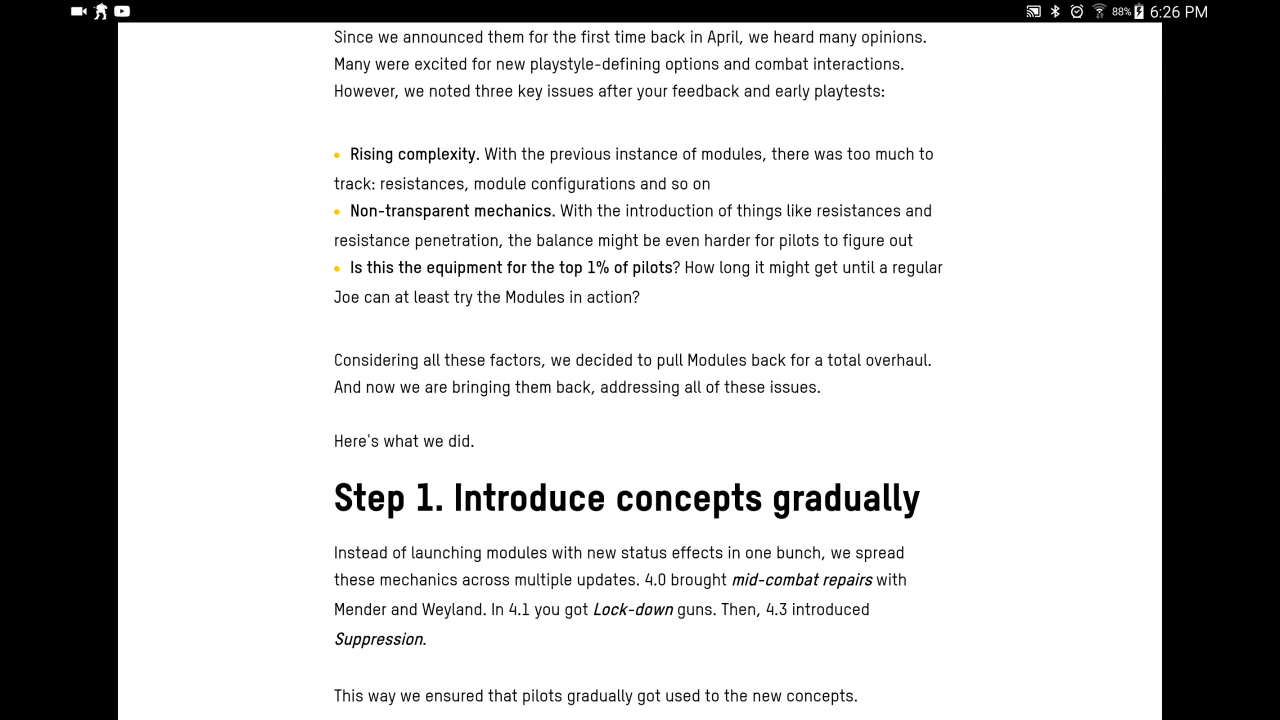 88% 6:26 PM
Since we announced them for the first time back in April, we heard many opinions.
Many were excited for new playstyle-defining options and combat interactions.
However, we noted three key issues after your feedback and early playtests:
• Rising complexity. With the previous instance of modules, there was too much to
track: resistances, module configurations and so on
• Non-transparent mechanics. With the introduction of things like resistances and
resistance penetration, the balance might be even harder for pilots to figure out
• Is this the equipment for the top 1% of pilots? How long it might get until a regular
Joe can at least try the Modules in action?
Considering all these factors, we decided to pull Modules back for a total overhaul.
And now we are bringing them back, addressing all of these issues.
Here's what we did.
Step 1. Introduce concepts gradually
Instead of launching modules with new status effects in one bunch, we spread
these mechanics across multiple updates. 4.0 brought mid-combat repairs with
Mender and Weyland. In 4.1 you got Lock-down guns. Then, 4.3 introduced
Suppression.
This way we ensured that pilots gradually got used to the new concepts.